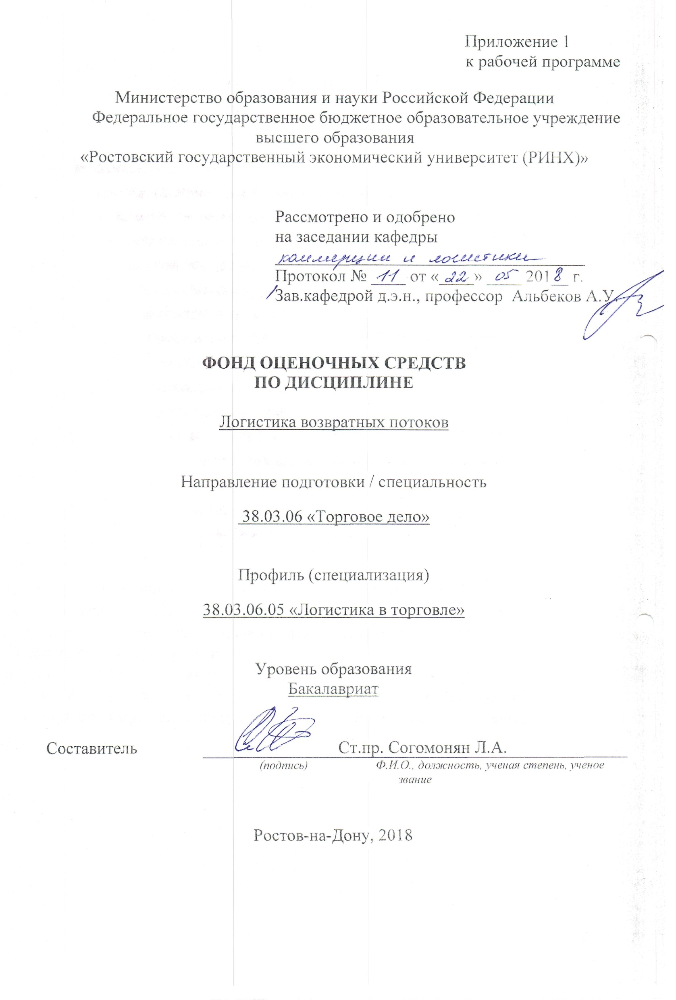 Приложение 1
к рабочей программе
Министерство образования и науки Российской Федерации
Федеральное государственное бюджетное образовательное учреждение
высшего образования
«Ростовский государственный экономический университет (РИНХ)»
Рассмотрено и одобрено
на заседании кафедры
коммерции и логистики
Протокол № 11 от «22» 05 2018 г.
Зав.кафедрой д.э.н., профессор Альбеков А.У.
ФОНД ОЦЕНОЧНЫХ СРЕДСТВ
ПО ДИСЦИПЛИНЕ
Логистика возвратных потоков
Направление подготовки / специальность
38.03.06 «Торговое дело»
Профиль (специализация)
38.03.06.05 «Логистика в торговле»
Уровень образования
Бакалавриат
Составитель Ст.пр. Согомонян Л.А.
(подпись) Ф.И.О., должность, ученая степень, ученое
звание
Ростов-на-Дону, 2018